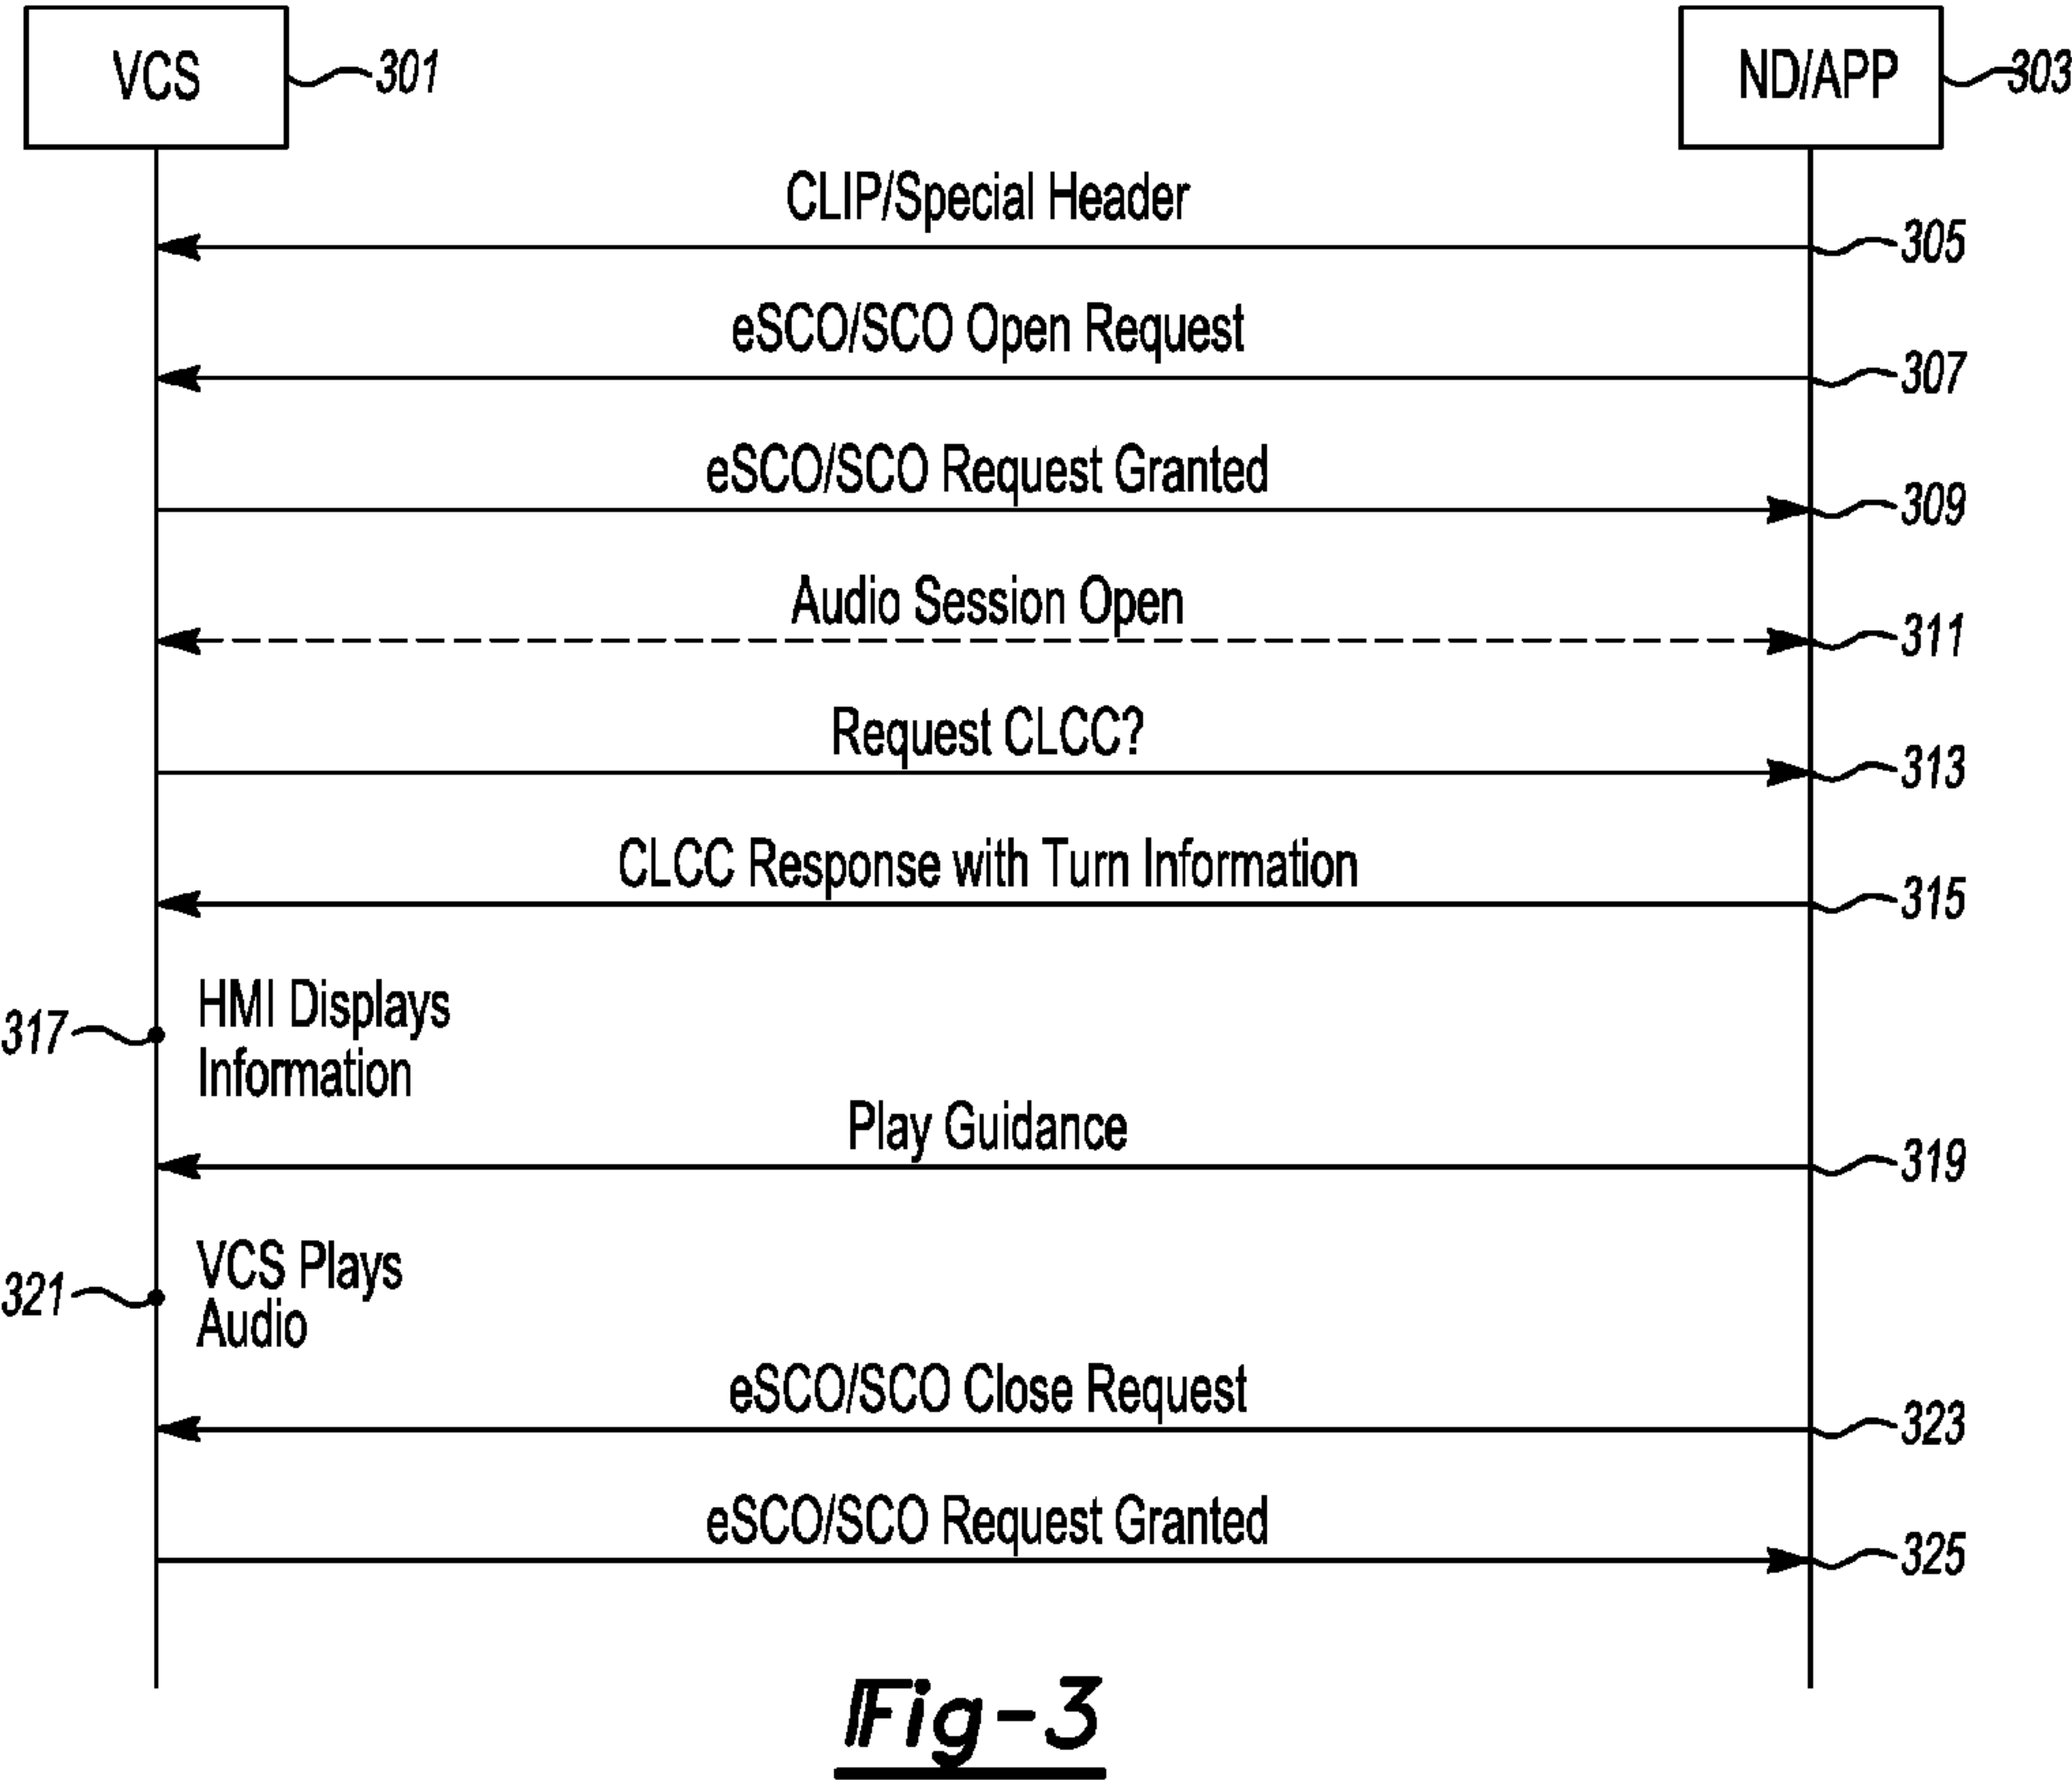 VCS 301 ND/APP 303
CLIP/Special Header
305
eSCO/SCO Open Request
307
eSCO/SCO Request Granted
309
Audio Session Open
311
Request CLCC?
313
CLCC Response with Turn Information
315
317 HMI Displays
Information
Play Guidance
319
321 VCS Plays
Audio
eSCO/SCO Close Request
323
eSCO/SCO Request Granted
325
Fig-3